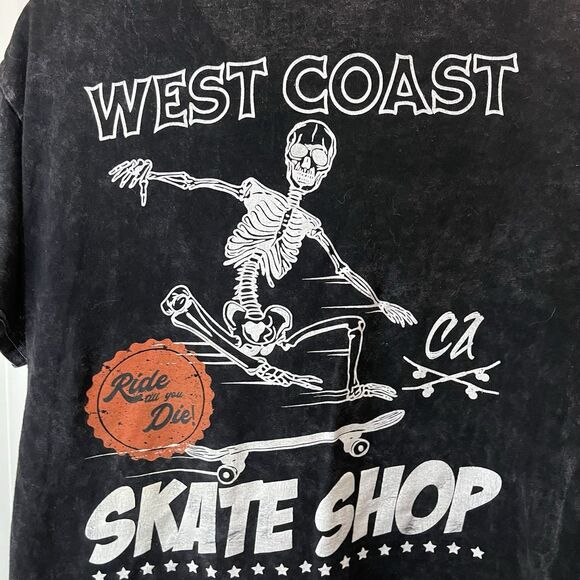 WEST COAST
CA
Ride
till you
Die!
SKATE SHOP